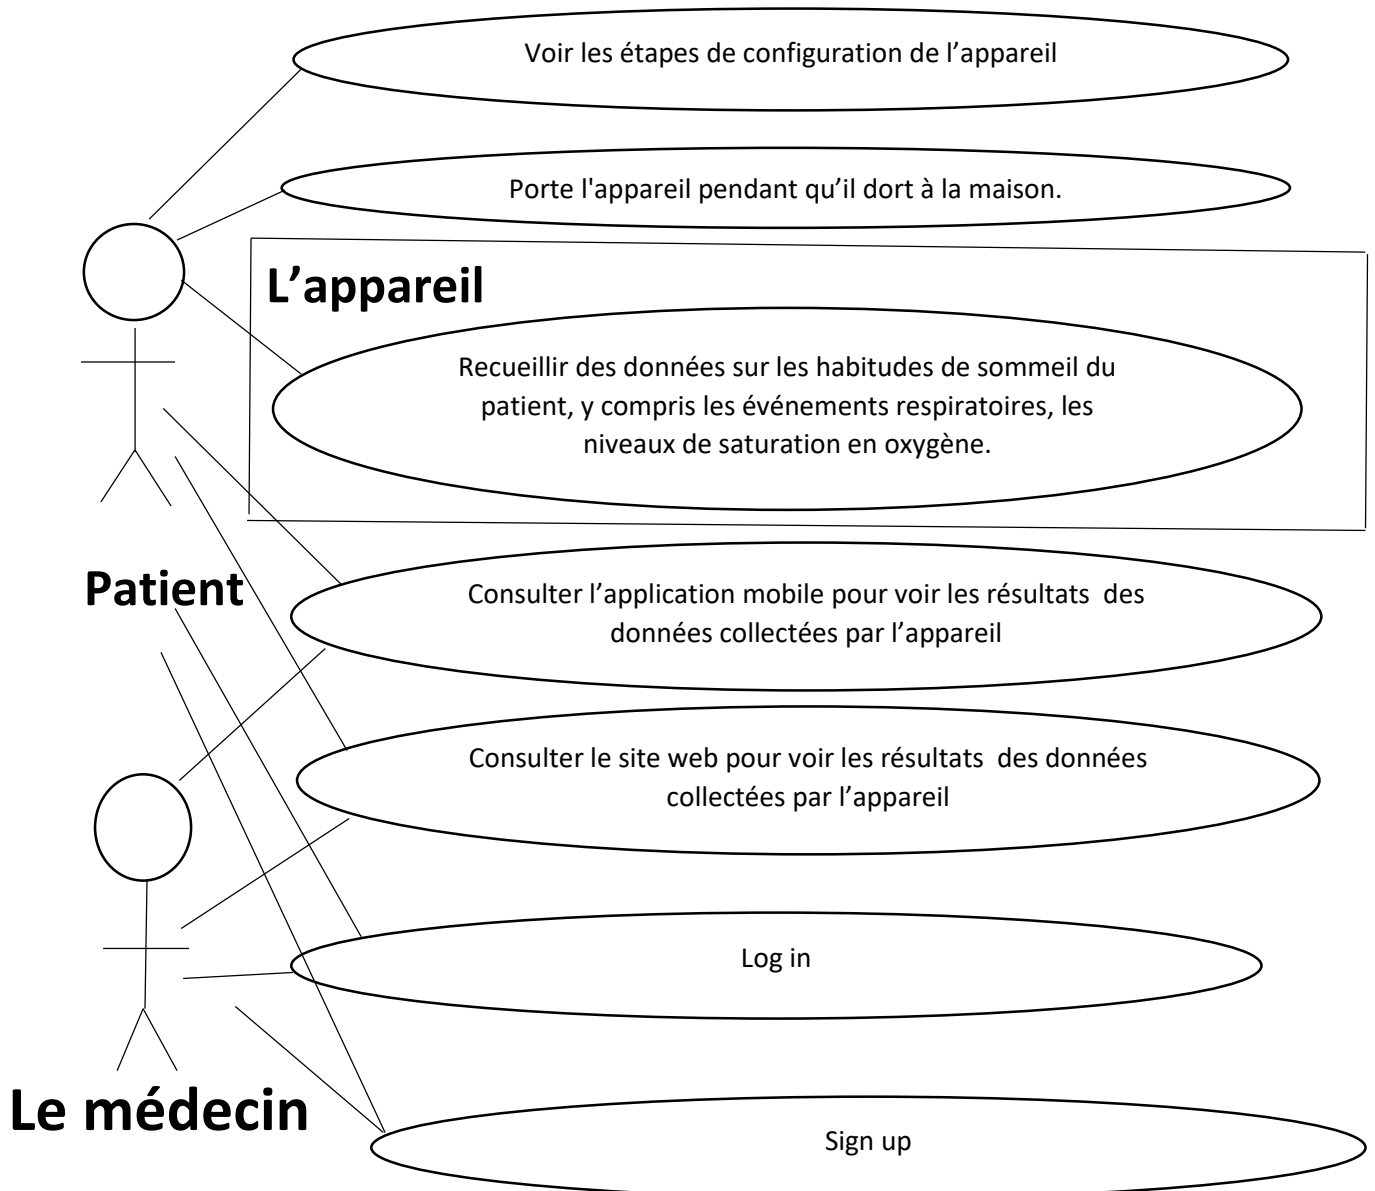 Voir les étapes de configuration de l’appareil
Porte l'appareil pendant qu’il dort à la maison.
L’appareil
Recueillir des données sur les habitudes de sommeil du
patient, y compris les événements respiratoires, les
niveaux de saturation en oxygène.
Patient
Consulter l’application mobile pour voir les résultats  des
données collectées par l’appareil
Consulter le site web pour voir les résultats  des données
collectées par l’appareil
Log in
Le médecin
Sign up